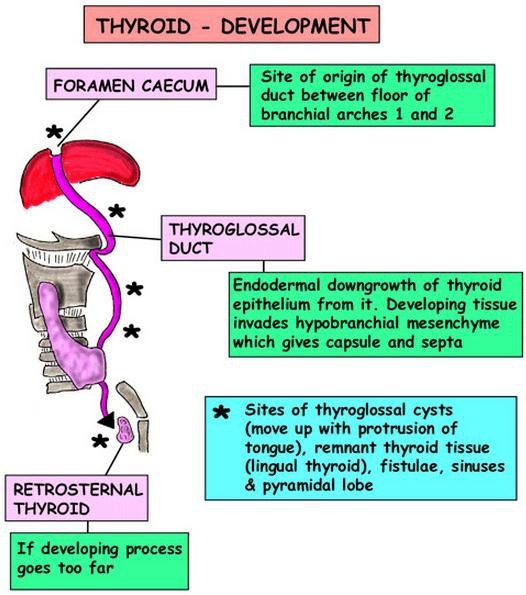 THYROID - DEVELOPMENT
FORAMEN CAECUM
Site of origin of thyroglossal
duct between floor of
branchial arches 1 and 2
*
*
THYROGLOSSAL
DUCT
Endodermal downgrowth of thyroid
epithelium from it. Developing tissue
invades hypobranchial mesenchyme
which gives capsule and septa
*
*
* Sites of thyroglossal cysts
(move up with protrusion of
tongue), remnant thyroid tissue
(lingual thyroid), fistulae, sinuses
& pyramidal lobe
*
RETROSTERNAL
THYROID
If developing process
goes too far